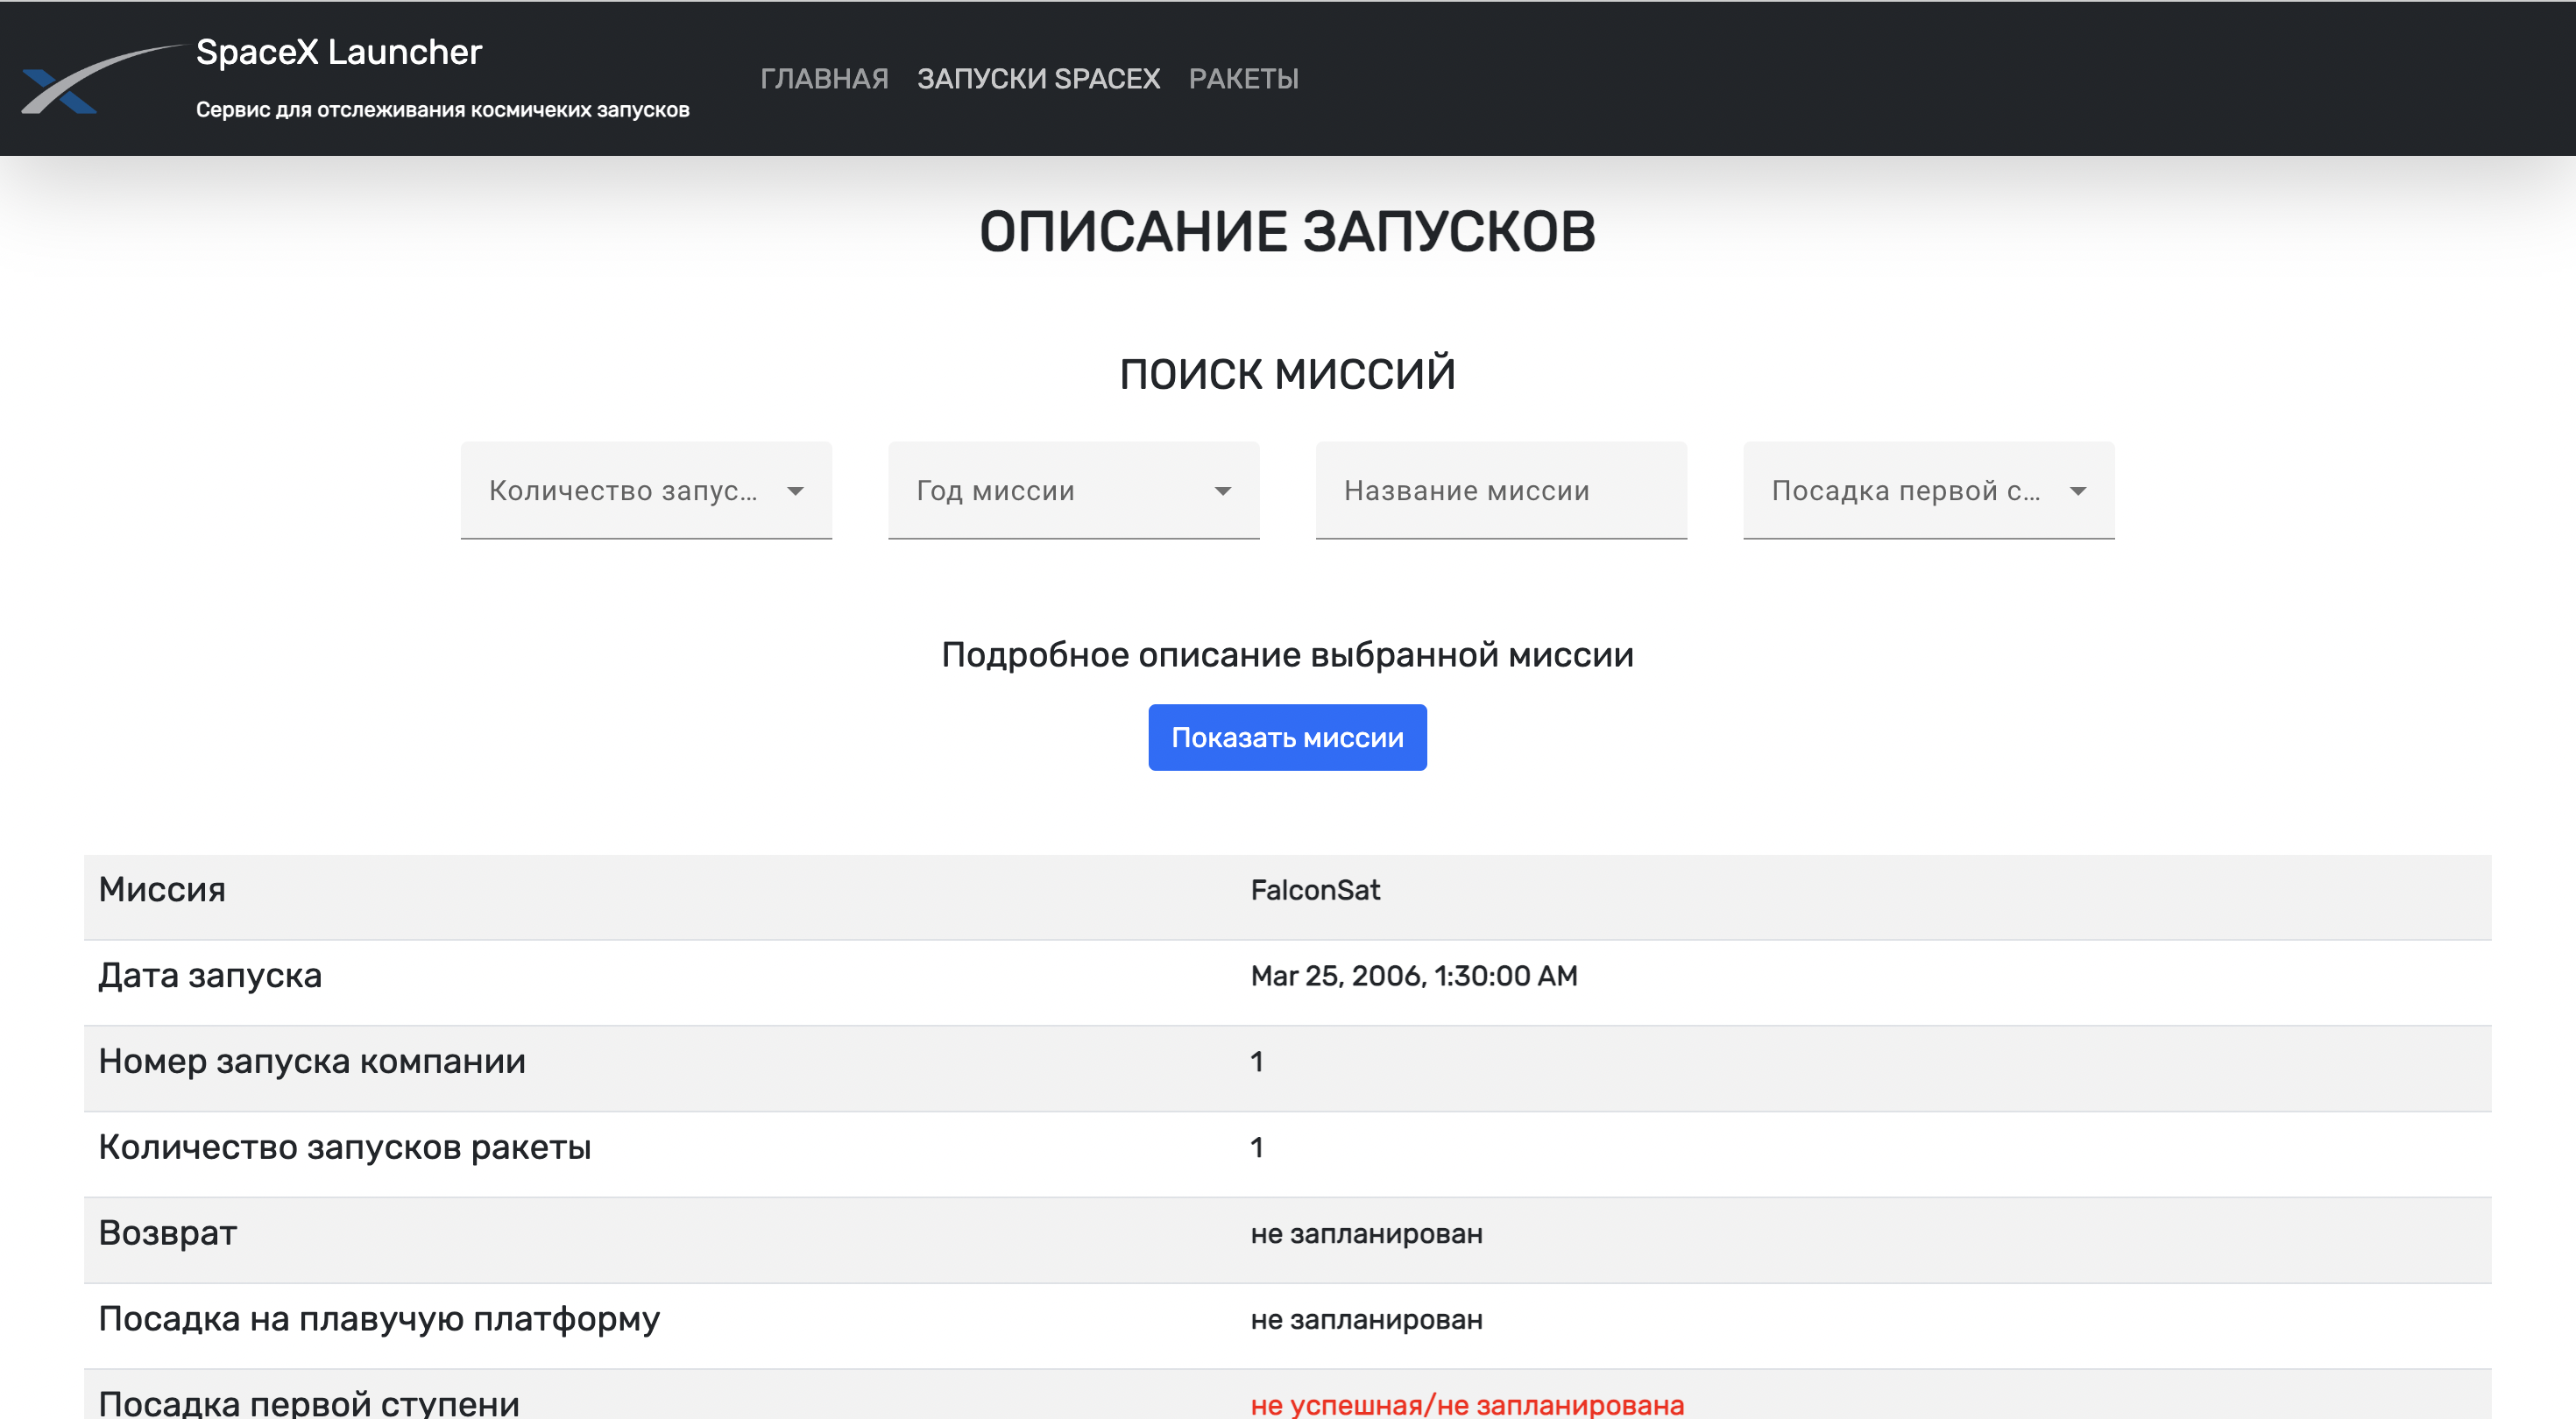 SpaceX Launcher
Сервис для отслеживания космичеких запусков
ГЛАВНАЯ ЗАПУСКИ SPACEX РАКЕТЫ
ОПИСАНИЕ ЗАПУСКОВ
ПОИСК МИССИЙ
Количество запус... Год миссии Название миссии Посадка первой с...
Подробное описание выбранной миссии
Показать миссии
Миссия FalconSat
Дата запуска Mar 25, 2006, 1:30:00 AM
Номер запуска компании 1
Количество запусков ракеты 1
Возврат не запланирован
Посадка на плавучую платформу не запланирован
Посадка первой ступени не успешная/не запланирована